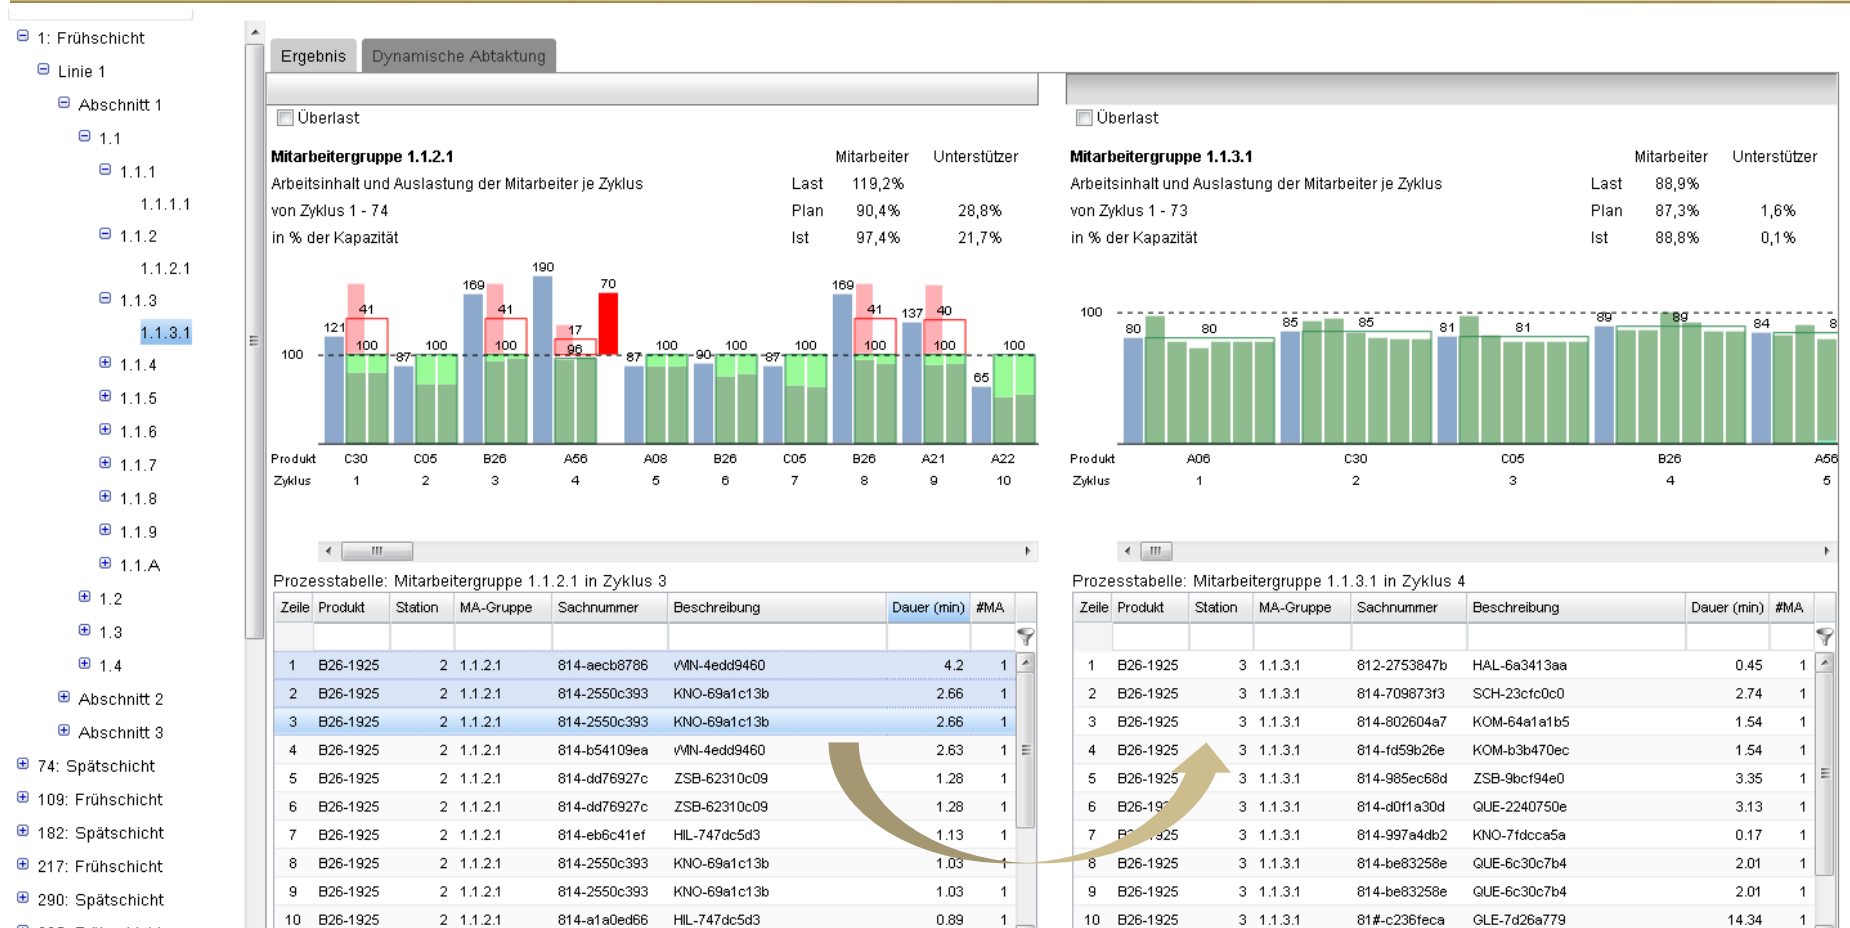 1: Frühschicht
Linie 1
Abschnitt 1
1.1
1.1.1
1.1.1.1
1.1.2
1.1.2.1
1.1.3
1.1.3.1
1.1.4
1.1.5
1.1.6
1.1.7
1.1.8
1.1.9
1.1.A
1.2
1.3
1.4
Abschnitt 2
Abschnitt 3
74: Spätschicht
109: Frühschicht
182: Spätschicht
217: Frühschicht
290: Spätschicht
Ergebnis Dynamische Abtaktung
Überlast
Mitarbeitergruppe 1.1.2.1 Mitarbeiter Unterstützer
Arbeitsinhalt und Auslastung der Mitarbeiter je Zyklus Last 119,2%
von Zyklus 1 - 74 Plan 90,4% 28,8%
in % der Kapazität Ist 97,4% 21,7%
190
169 70 169
41 41 41 137 40
121 17
100 100 87 100 100 96 87 100 90 100 87 100 100 100 100
65
Produkt C30 C05 B26 A56 A08 B26 C05 B26 A21 A22
Zyklus 1 2 3 4 5 6 7 8 9 10
Prozesstabelle: Mitarbeitergruppe 1.1.2.1 in Zyklus 3
Zeile Produkt Station MA-Gruppe Sachnummer Beschreibung Dauer (min) #MA
1 B26-1925 2 1.1.2.1 814-aecb8786 WIN-4edd9460 4.2 1
2 B26-1925 2 1.1.2.1 814-2550c393 KNO-69a1c13b 2.66 1
3 B26-1925 2 1.1.2.1 814-2550c393 KNO-69a1c13b 2.66 1
4 B26-1925 2 1.1.2.1 814-b54109ea WIN-4edd9460 2.63 1
5 B26-1925 2 1.1.2.1 814-dd76927c ZSB-62310c09 1.28 1
6 B26-1925 2 1.1.2.1 814-dd76927c ZSB-62310c09 1.28 1
7 B26-1925 2 1.1.2.1 814-eb6c41ef HIL-747dc5d3 1.13 1
8 B26-1925 2 1.1.2.1 814-2550c393 KNO-69a1c13b 1.03 1
9 B26-1925 2 1.1.2.1 814-2550c393 KNO-69a1c13b 1.03 1
10 B26-1925 2 1.1.2.1 814-a1a0ed66 HIL-747dc5d3 0.89 1
Überlast
Mitarbeitergruppe 1.1.3.1 Mitarbeiter Unterstützer
Arbeitsinhalt und Auslastung der Mitarbeiter je Zyklus Last 88,9%
von Zyklus 1 - 73 Plan 87,3% 1,6%
in % der Kapazität Ist 88,8% 0,1%
100 80 80 85 85 81 81 89 89 84 8
Produkt A06 C30 C05 B26 A56
Zyklus 1 2 3 4 5
Prozesstabelle: Mitarbeitergruppe 1.1.3.1 in Zyklus 4
Zeile Produkt Station MA-Gruppe Sachnummer Beschreibung Dauer (min) #MA
1 B26-1925 3 1.1.3.1 812-2753847b HAL-6a3413aa 0.45 1
2 B26-1925 3 1.1.3.1 814-709873f3 SCH-23cfc0c0 2.74 1
3 B26-1925 3 1.1.3.1 814-802604a7 KOM-64a1a1b5 1.54 1
4 B26-1925 3 1.1.3.1 814-fd59b26e KOM-b3b470ec 1.54 1
5 B26-1925 3 1.1.3.1 814-985ec68d ZSB-9bcf94e0 3.35 1
6 3 1.1.3.1 814-d0f1a30d QUE-2240750e 3.13 1
7 3 1.1.3.1 814-997a4db2 KNO-7fdcca5a 0.17 1
8 B26-1925 3 1.1.3.1 814-be83258e QUE-6c30c7b4 2.01 1
9 B26-1925 3 1.1.3.1 814-be83258e QUE-6c30c7b4 2.01 1
10 B26-1925 3 1.1.3.1 81#-c236feca GLE-7d26a779 14.34 1